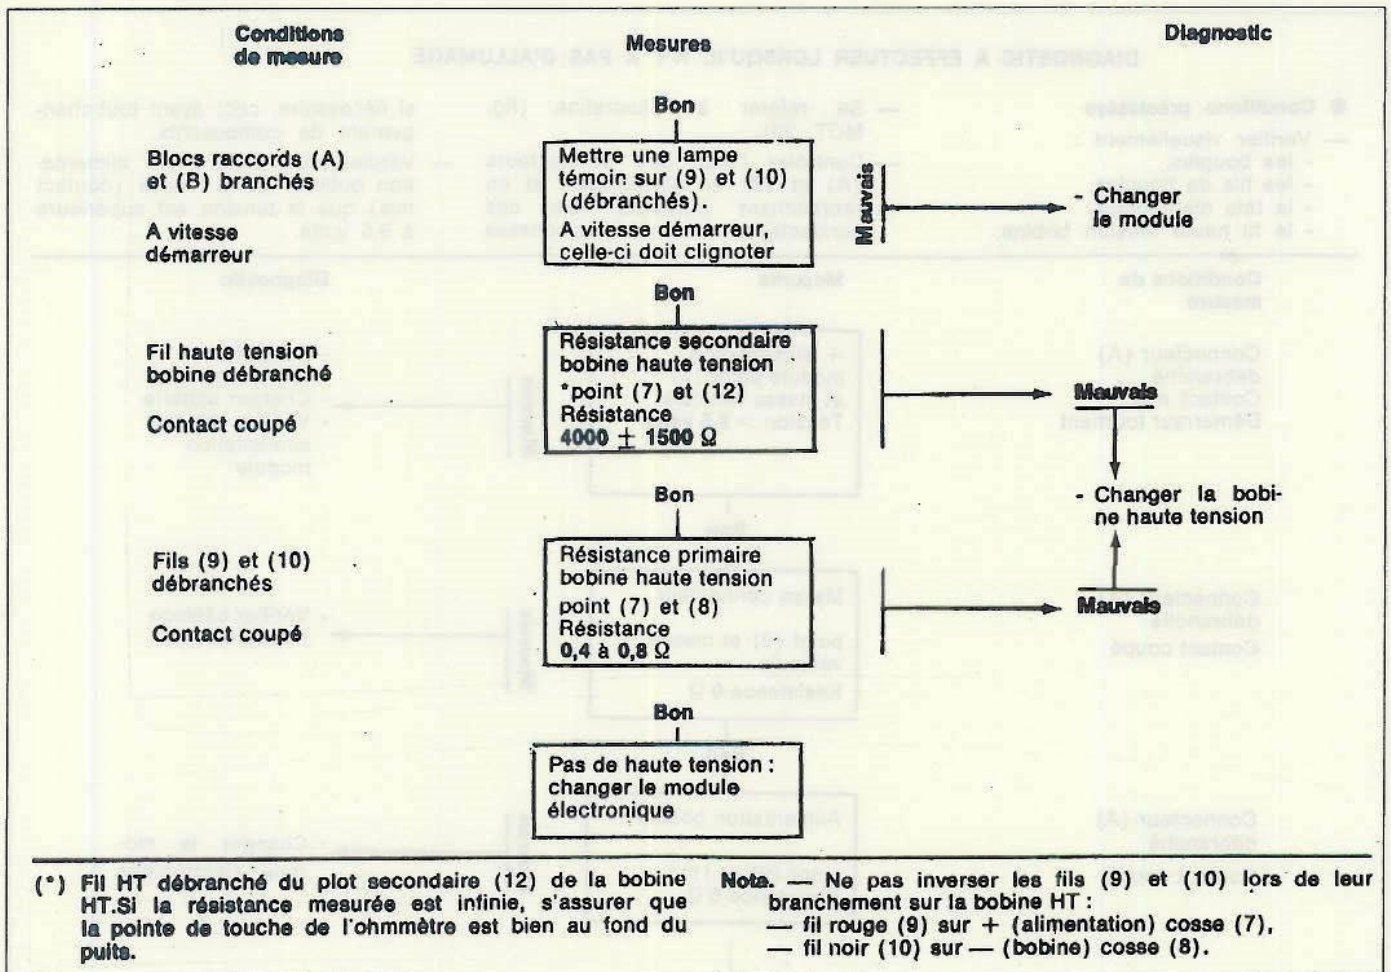 Conditions
de mesure
Mesures
Diagnostic
Bon
Blocs raccords (A)
et (B) branchés
A vitesse
démarreur
Mettre une lampe
témoin sur (9) et (10)
(débranchés).
A vitesse démarreur,
celle-ci doit clignoter
Mauvais
- Changer
le module
Bon
Fil haute tension
bobine débranché
Contact coupé
Résistance secondaire
bobine haute tension
*point (7) et (12)
Résistance
4000 ± 1500 Ω
Mauvais
- Changer la bobi-
ne haute tension
Bon
Fils (9) et (10)
débranchés
Contact coupé
Résistance primaire
bobine haute tension
point (7) et (8)
Résistance
0,4 à 0,8 Ω
Mauvais
Bon
Pas de haute tension :
changer le module
électronique
(*) Fil HT débranché du plot secondaire (12) de la bobine
HT.Si la résistance mesurée est infinie, s'assurer que
la pointe de touche de l'ohmmètre est bien au fond du
puits.
Nota. — Ne pas inverser les fils (9) et (10) lors de leur
branchement sur la bobine HT :
— fil rouge (9) sur + (alimentation) cosse (7),
— fil noir (10) sur — (bobine) cosse (8).